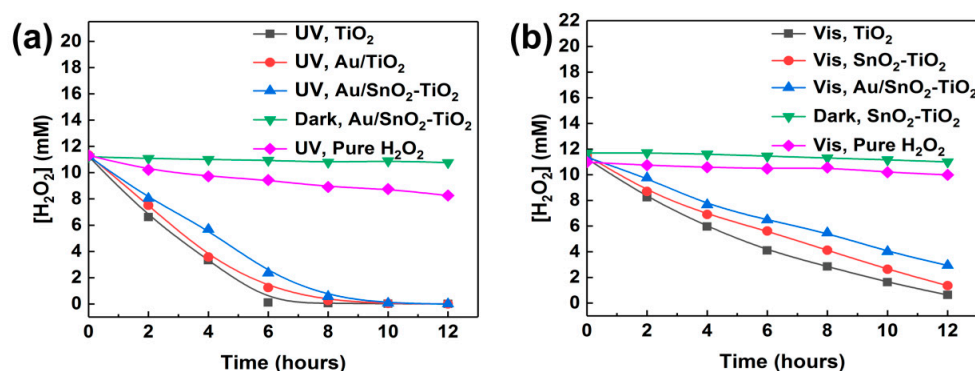 (a)
20
18
16
14
12
10
8
6
4
2
0
[H₂O₂] (mM)
UV, TiO₂
UV, Au/TiO₂
UV, Au/SnO₂-TiO₂
Dark, Au/SnO₂-TiO₂
UV, Pure H₂O₂
0 2 4 6 8 10 12
Time (hours)
(b)
22
20
18
16
14
12
10
8
6
4
2
0
[H₂O₂] (mM)
Vis, TiO₂
Vis, SnO₂-TiO₂
Vis, Au/SnO₂-TiO₂
Dark, SnO₂-TiO₂
Vis, Pure H₂O₂
0 2 4 6 8 10 12
Time (hours)